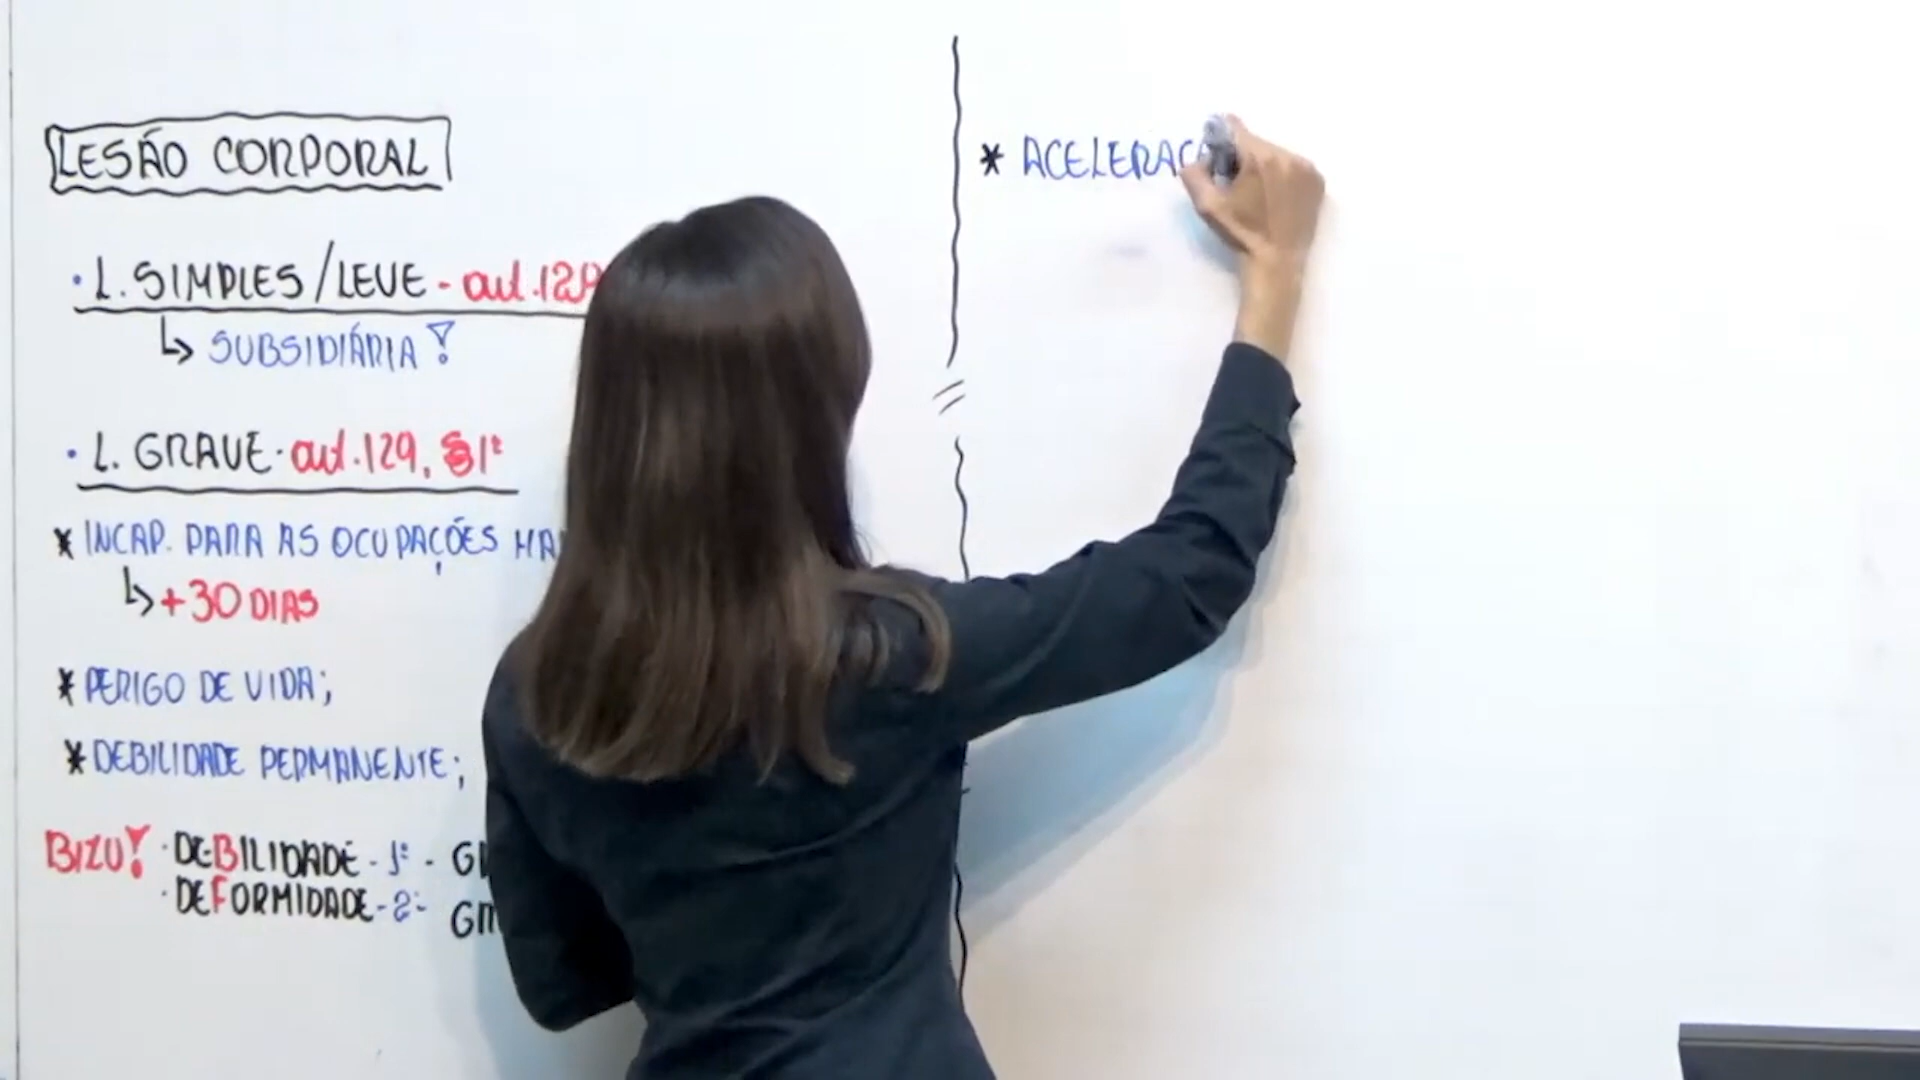 LESÃO CORPORAL
• L. SIMPLES/LEVE - art. 129
↳ SUBSIDIÁRIA!
• L. GRAVE - art. 129, § 1º
* INCAP. PARA AS OCUPAÇÕES HA
↳ +30 DIAS
* PERIGO DE VIDA;
* DEBILIDADE PERMANENTE;
BIZU! • DEBILIDADE - 1º - G
• DEFORMIDADE - 2º - G
* ACELERAÇ